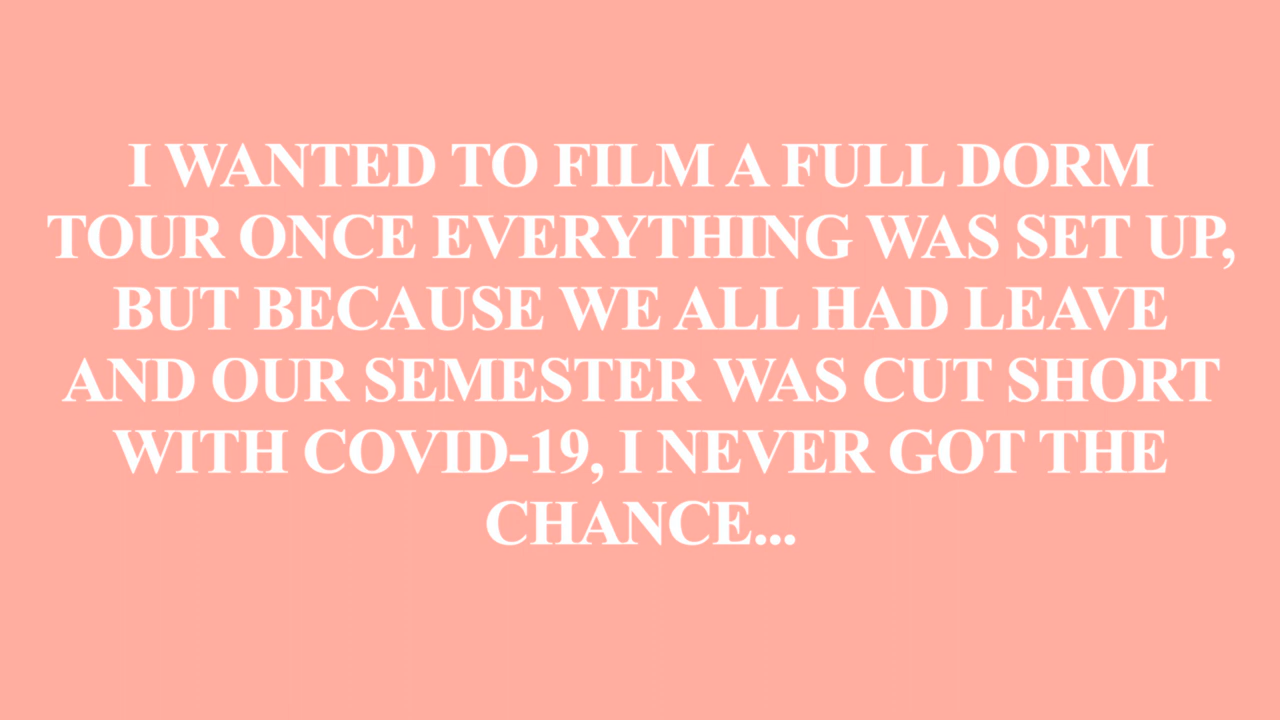 I WANTED TO FILM A FULL DORM
TOUR ONCE EVERYTHING WAS SET UP,
BUT BECAUSE WE ALL HAD LEAVE
AND OUR SEMESTER WAS CUT SHORT
WITH COVID-19, I NEVER GOT THE
CHANCE...